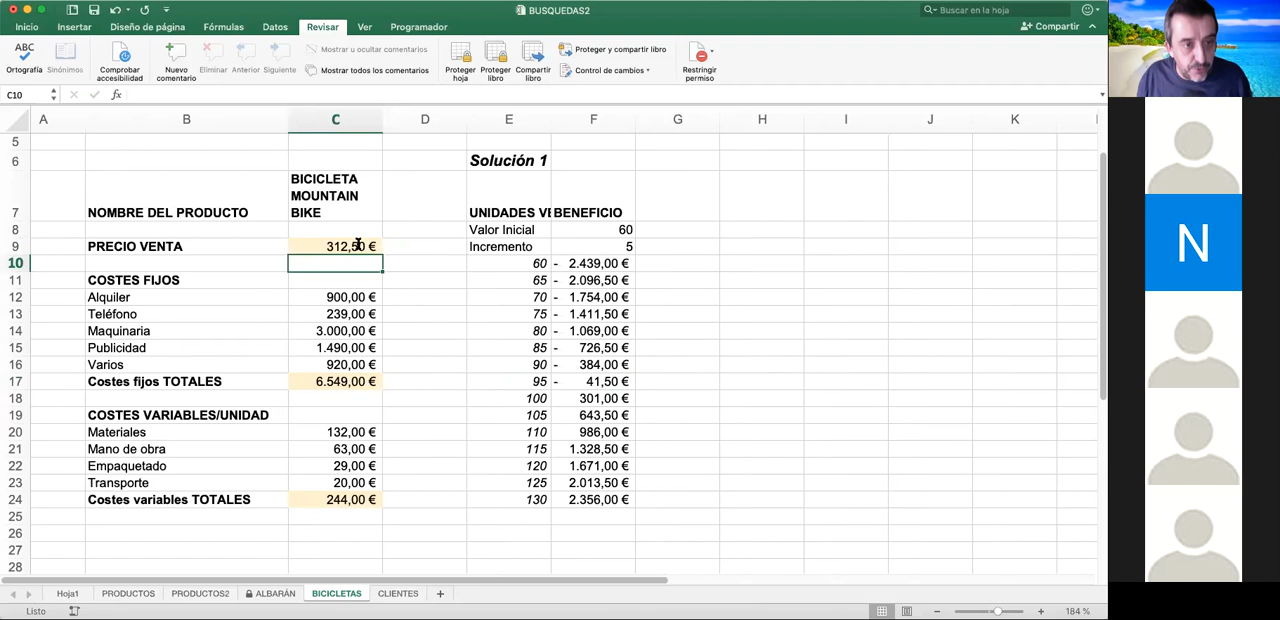 BUSQUEDAS2
Buscar en la hoja
Inicio Insertar Diseño de página Fórmulas Datos Revisar Ver Programador
Compartir
ABC
Ortografía Sinónimos Comprobar accesibilidad Nuevo comentario Eliminar Anterior Siguiente
Mostrar u ocultar comentarios
Mostrar todos los comentarios
Proteger hoja Proteger libro Compartir libro
Proteger y compartir libro
Control de cambios
Restringir permiso
C10 fx
A B C D E F G H I J K
5
6 Solución 1
7 NOMBRE DEL PRODUCTO BICICLETA MOUNTAIN BIKE UNIDADES VE BENEFICIO
8 Valor Inicial 60
9 PRECIO VENTA 312,50 € Incremento 5
10 60 - 2.439,00 €
11 COSTES FIJOS 65 - 2.096,50 €
12 Alquiler 900,00 € 70 - 1.754,00 €
13 Teléfono 239,00 € 75 - 1.411,50 €
14 Maquinaria 3.000,00 € 80 - 1.069,00 €
15 Publicidad 1.490,00 € 85 - 726,50 €
16 Varios 920,00 € 90 - 384,00 €
17 Costes fijos TOTALES 6.549,00 € 95 - 41,50 €
18 100 301,00 €
19 COSTES VARIABLES/UNIDAD 105 643,50 €
20 Materiales 132,00 € 110 986,00 €
21 Mano de obra 63,00 € 115 1.328,50 €
22 Empaquetado 29,00 € 120 1.671,00 €
23 Transporte 20,00 € 125 2.013,50 €
24 Costes variables TOTALES 244,00 € 130 2.356,00 €
25
26
27
28
Hoja1 PRODUCTOS PRODUCTOS2 ALBARÁN BICICLETAS CLIENTES +
Listo 184 %
N